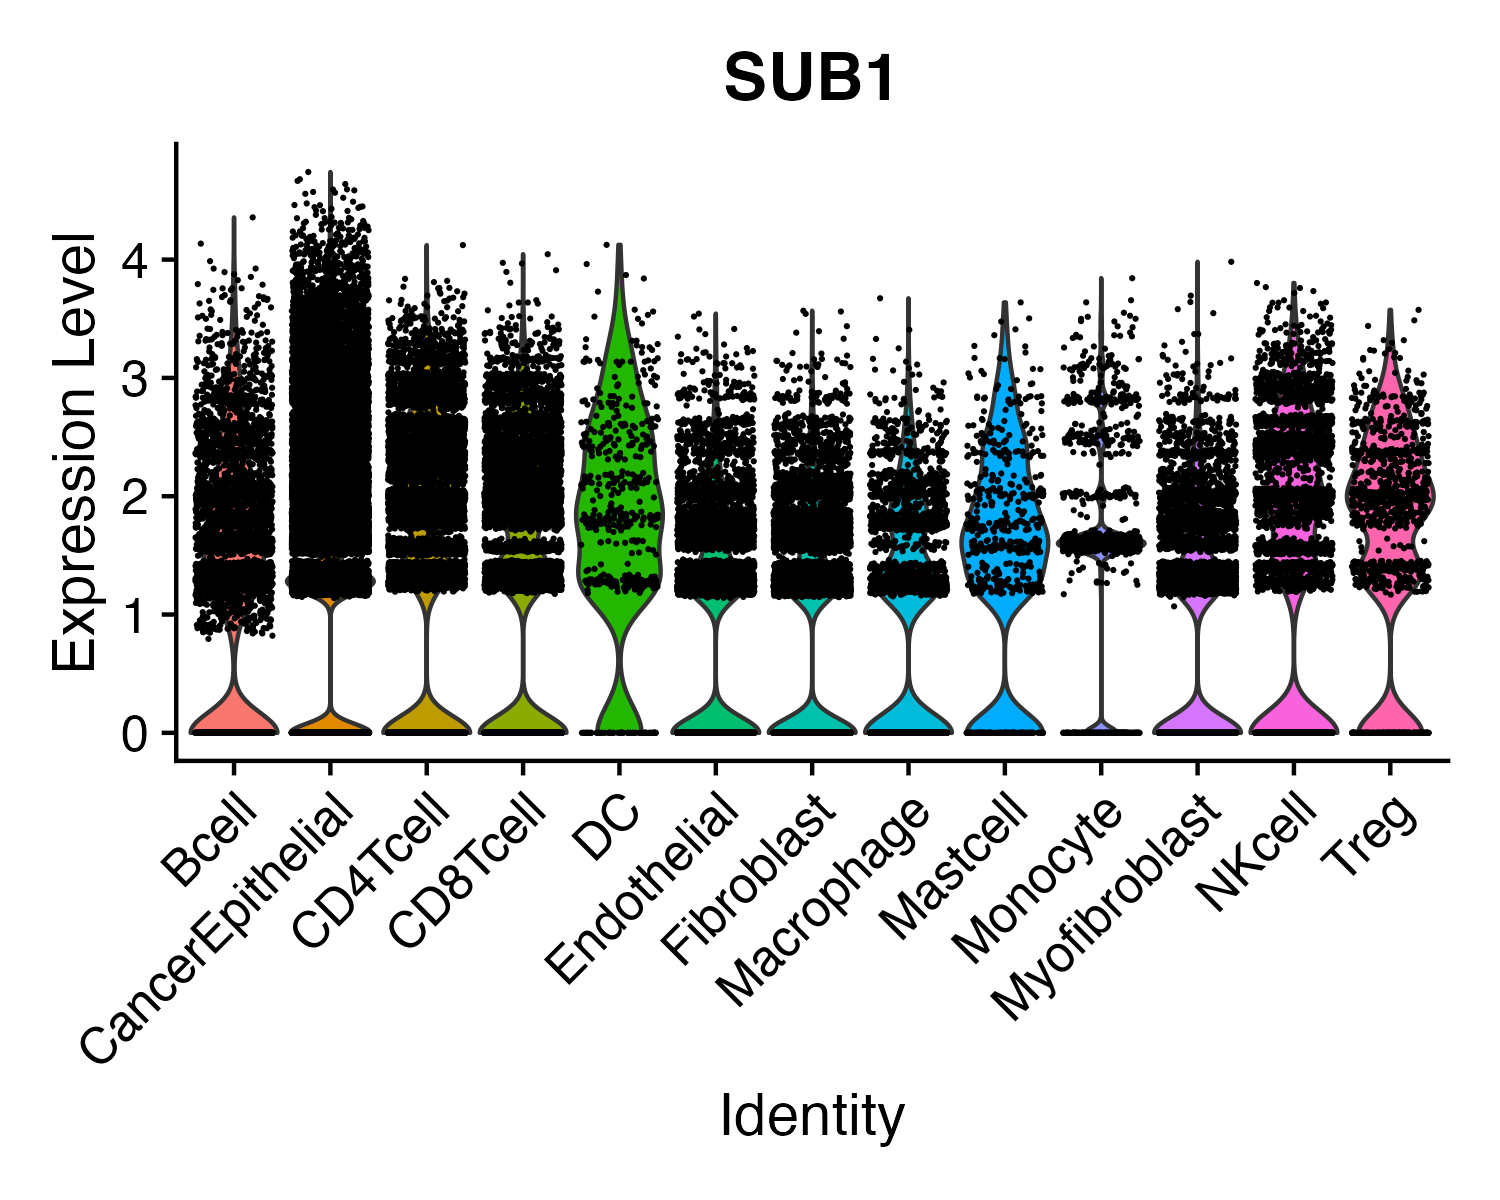 SUB1
Expression Level
4
3
2
1
0
Bcell
CancerEpithelial
CD4Tcell
CD8Tcell
DC
Endothelial
Fibroblast
Macrophage
Mastcell
Monocyte
Myofibroblast
NKcell
Treg
Identity